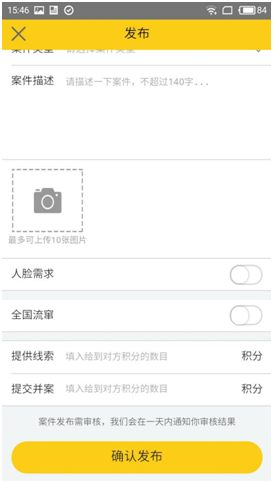 15:46 84
发布
案件类型 请选择案件类型
案件描述 请描述一下案件，不超过140字...
最多可上传10张图片
人脸需求
全国流窜
提供线索 填入给到对方积分的数目 积分
提交并案 填入给到对方积分的数目 积分
案件发布需审核，我们会在一天内通知你审核结果
确认发布